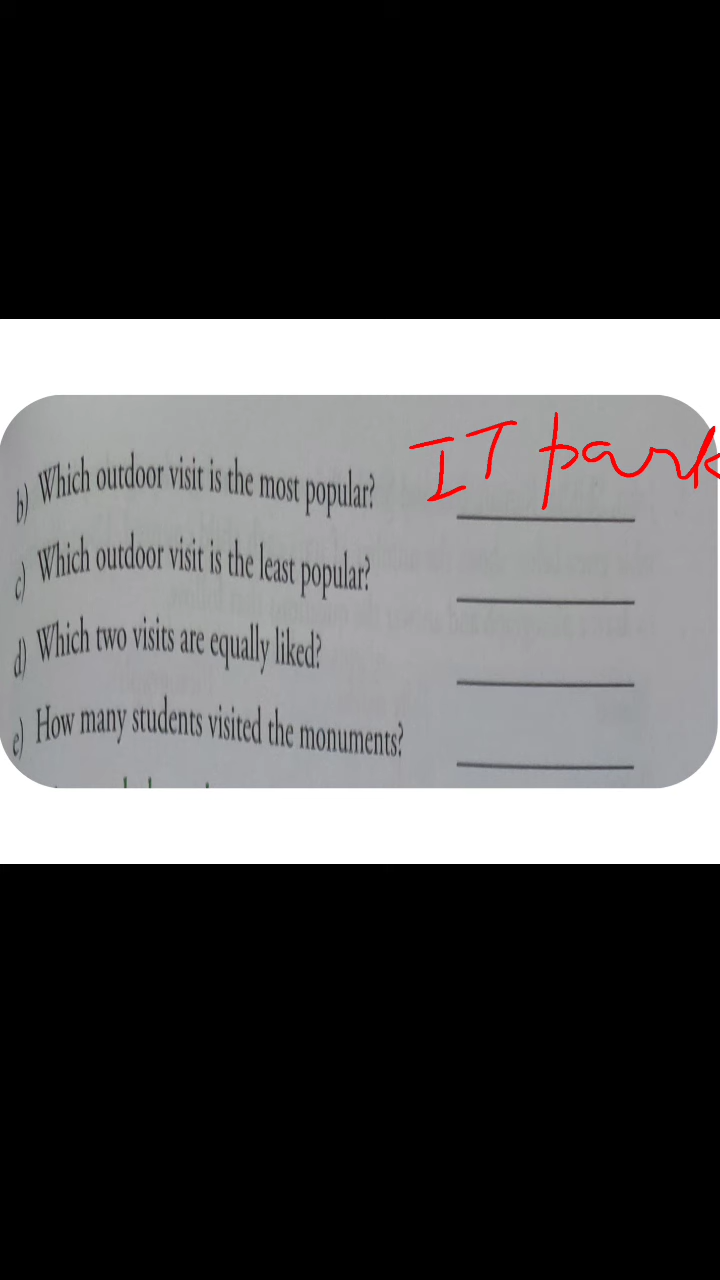 b) Which outdoor visit is the most popular? IT park
c) Which outdoor visit is the least popular?
d) Which two visits are equally liked?
e) How many students visited the monuments?